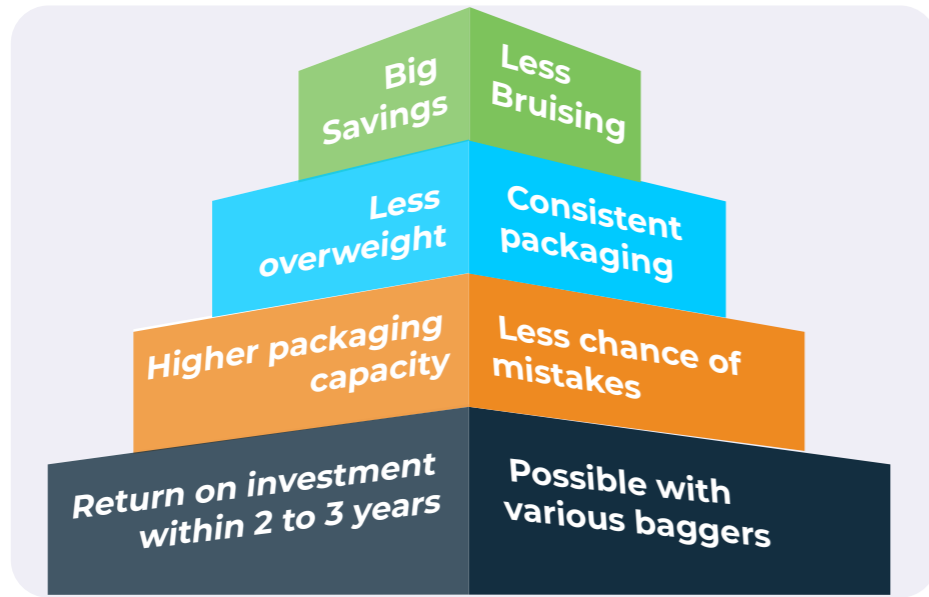 Big
Savings
Less
Bruising
Less
overweight
Consistent
packaging
Higher packaging
capacity
Less chance of
mistakes
Return on investment
within 2 to 3 years
Possible with
various baggers